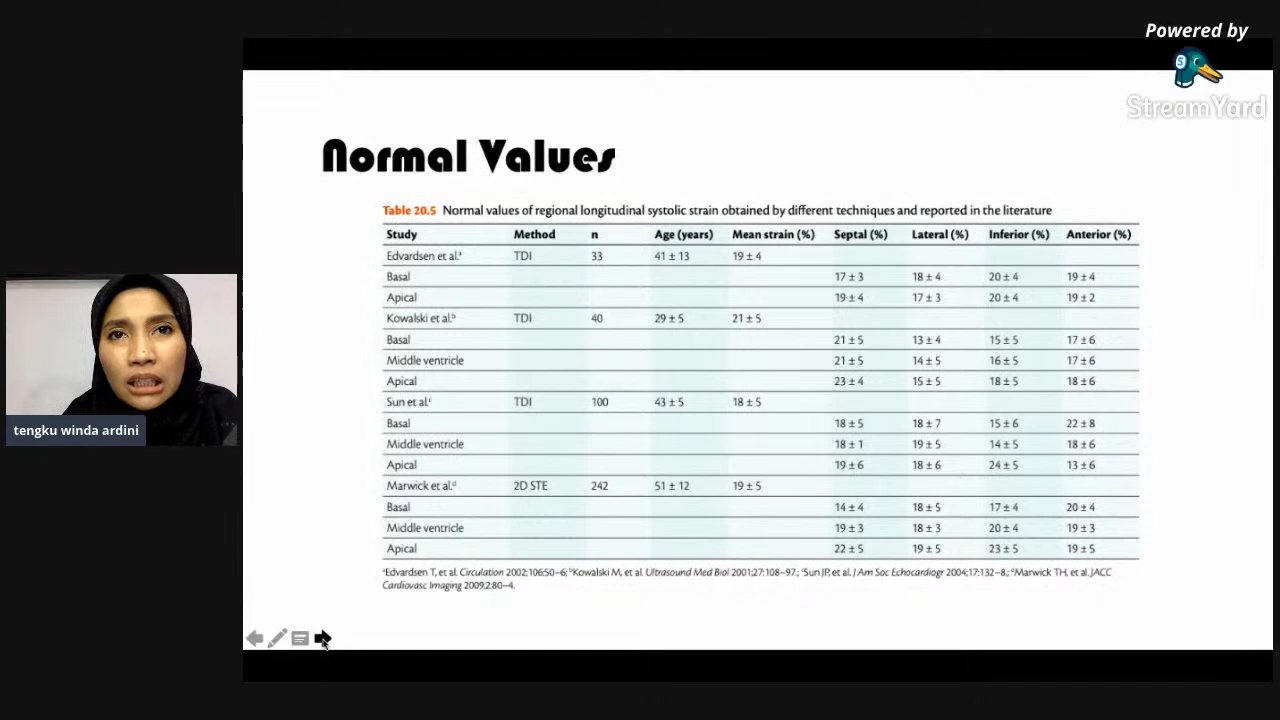 Powered by
S
StreamYard
Normal Values
Table 20.5 Normal values of regional longitudinal systolic strain obtained by different techniques and reported in the literature
Study Method n Age (years) Mean strain (%) Septal (%) Lateral (%) Inferior (%) Anterior (%)
Edvardsen et al.ᵃ TDI 33 41 ± 13 19 ± 4
Basal 17 ± 3 18 ± 4 20 ± 4 19 ± 4
Apical 19 ± 4 17 ± 3 20 ± 4 19 ± 2
Kowalski et al.ᵇ TDI 40 29 ± 5 21 ± 5
Basal 21 ± 5 13 ± 4 15 ± 5 17 ± 6
Middle ventricle 21 ± 5 14 ± 5 16 ± 5 17 ± 6
Apical 23 ± 4 15 ± 5 18 ± 5 18 ± 6
Sun et al.ᶜ TDI 100 43 ± 5 18 ± 5
Basal 18 ± 5 18 ± 7 15 ± 6 22 ± 8
Middle ventricle 18 ± 1 19 ± 5 14 ± 5 18 ± 6
Apical 19 ± 6 18 ± 6 24 ± 5 13 ± 6
Marwick et al.ᵈ 2D STE 242 51 ± 12 19 ± 5
Basal 14 ± 4 18 ± 5 17 ± 4 20 ± 4
Middle ventricle 19 ± 3 18 ± 3 20 ± 4 19 ± 3
Apical 22 ± 5 19 ± 5 23 ± 5 19 ± 5
ᵃEdvardsen T, et al. Circulation 2002;106:50–6; ᵇKowalski M, et al. Ultrasound Med Biol 2001;27:108–97.; ᶜSun JP, et al. J Am Soc Echocardiogr 2004;17:132–8.; ᵈMarwick TH, et al. JACC
Cardiovasc Imaging 2009;2:80–4.
tengku winda ardini